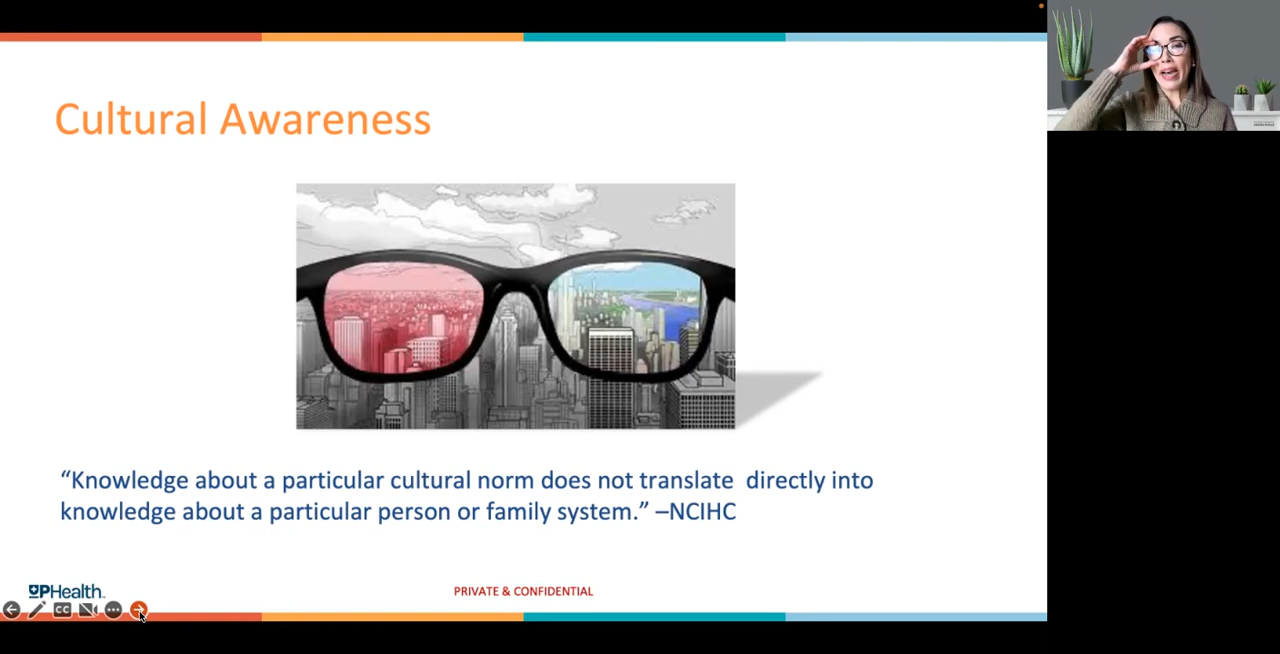 Cultural Awareness
“Knowledge about a particular cultural norm does not translate  directly into
knowledge about a particular person or family system.” –NCIHC
UPHealth
PRIVATE & CONFIDENTIAL
CC